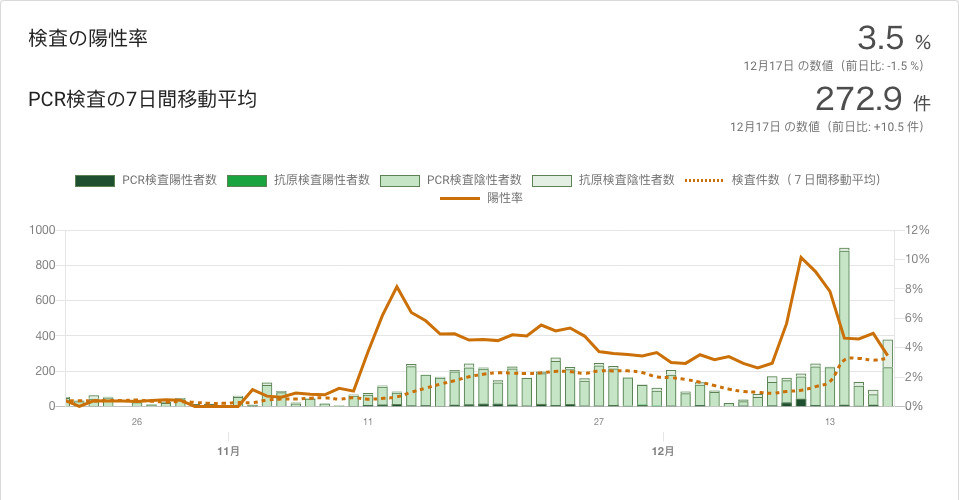 検査の陽性率
3.5 %
12月17日 の数値（前日比: -1.5 %）
PCR検査の7日間移動平均
272.9 件
12月17日 の数値（前日比: +10.5 件）
PCR検査陽性者数 抗原検査陽性者数 PCR検査陰性者数 抗原検査陰性者数 検査件数（７日間移動平均）
陽性率
1000 12%
10%
800
8%
600
6%
400
4%
200
2%
0 0%
26 11 27 13
11月 12月